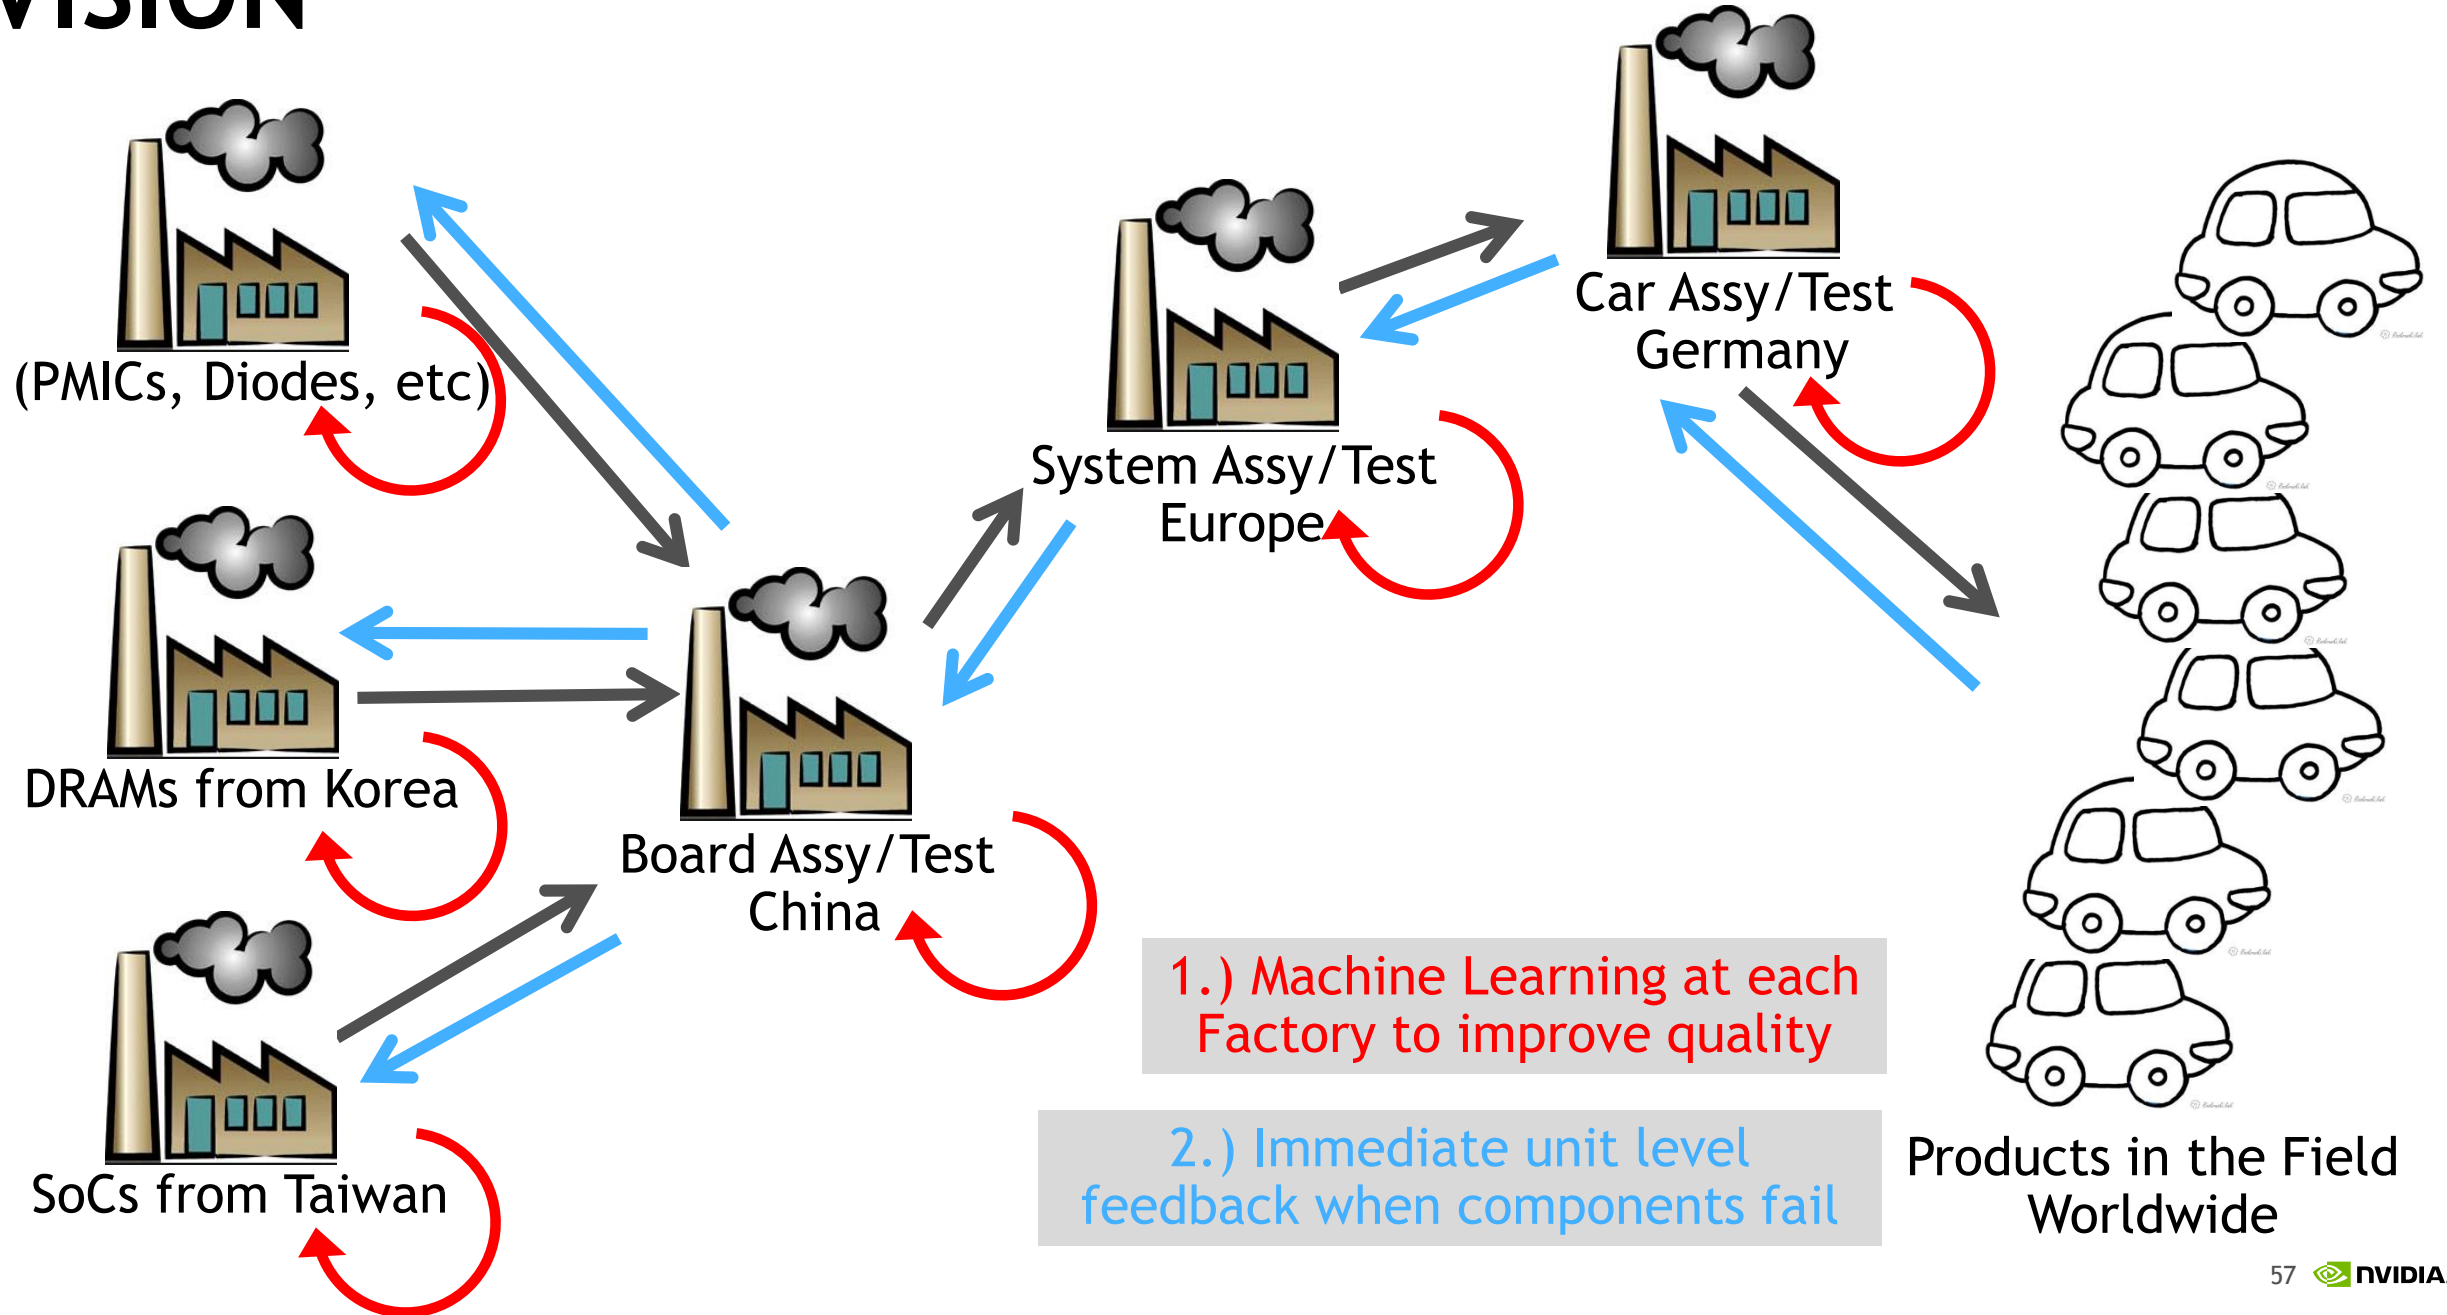 VISION
(PMICs, Diodes, etc)
DRAMs from Korea
SoCs from Taiwan
Board Assy/Test
China
System Assy/Test
Europe
Car Assy/Test
Germany
1.) Machine Learning at each
Factory to improve quality
2.) Immediate unit level
feedback when components fail
Products in the Field
Worldwide
57 NVIDIA